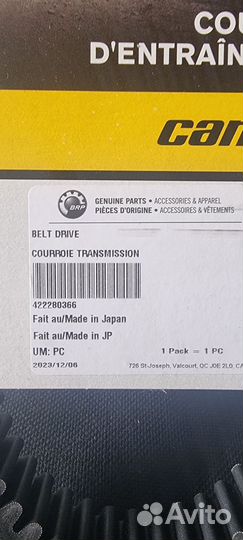 COU
D'ENTRAÎN
can
BRP
GENUINE PARTS • ACCESSORIES & APPAREL
PIÈCES D'ORIGINE • ACCESSOIRES & VÊTEMENTS
BELT DRIVE
COURROIE TRANSMISSION
422280366
Fait au/Made in Japan
Fait au/Made in JP
UM: PC
1 Pack = 1 PC
2023/12/06
726 St-Joseph, Valcourt, QC J0E 2L0, CA
Avito